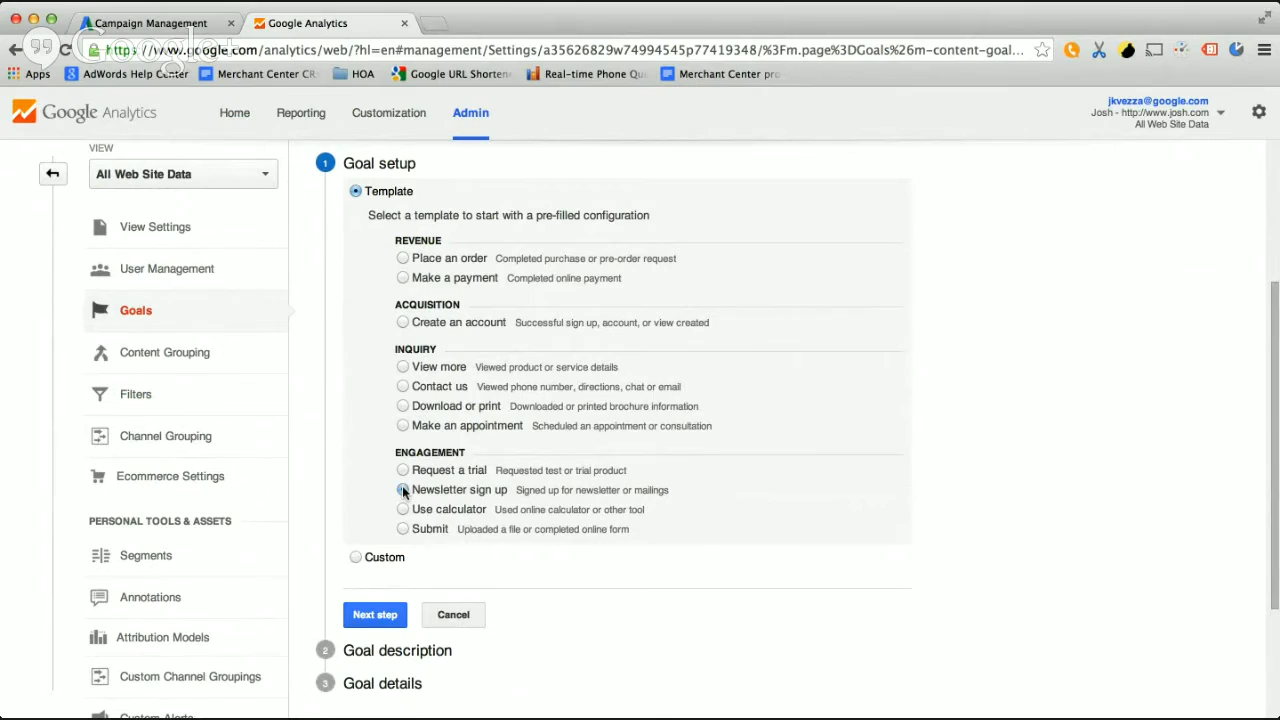 Campaign Management
Google Analytics
Google+
https://www.google.com/analytics/web/?hl=en#management/Settings/a35626829w74994545p77419348/%3Fm.page%3DGoals%26m-content-goal...
Apps
AdWords Help Center
Merchant Center CR
HOA
Google URL Shorten
Real-time Phone Qu
Merchant Center pro
Google Analytics
Home
Reporting
Customization
Admin
jkvezza@google.com
Josh - http://www.josh.com
All Web Site Data
VIEW
All Web Site Data
View Settings
User Management
Goals
Content Grouping
Filters
Channel Grouping
Ecommerce Settings
PERSONAL TOOLS & ASSETS
Segments
Annotations
Attribution Models
Custom Channel Groupings
Custom Alerts
1 Goal setup
Template
Select a template to start with a pre-filled configuration
REVENUE
Place an order Completed purchase or pre-order request
Make a payment Completed online payment
ACQUISITION
Create an account Successful sign up, account, or view created
INQUIRY
View more Viewed product or service details
Contact us Viewed phone number, directions, chat or email
Download or print Downloaded or printed brochure information
Make an appointment Scheduled an appointment or consultation
ENGAGEMENT
Request a trial Requested test or trial product
Newsletter sign up Signed up for newsletter or mailings
Use calculator Used online calculator or other tool
Submit Uploaded a file or completed online form
Custom
Next step
Cancel
2 Goal description
3 Goal details